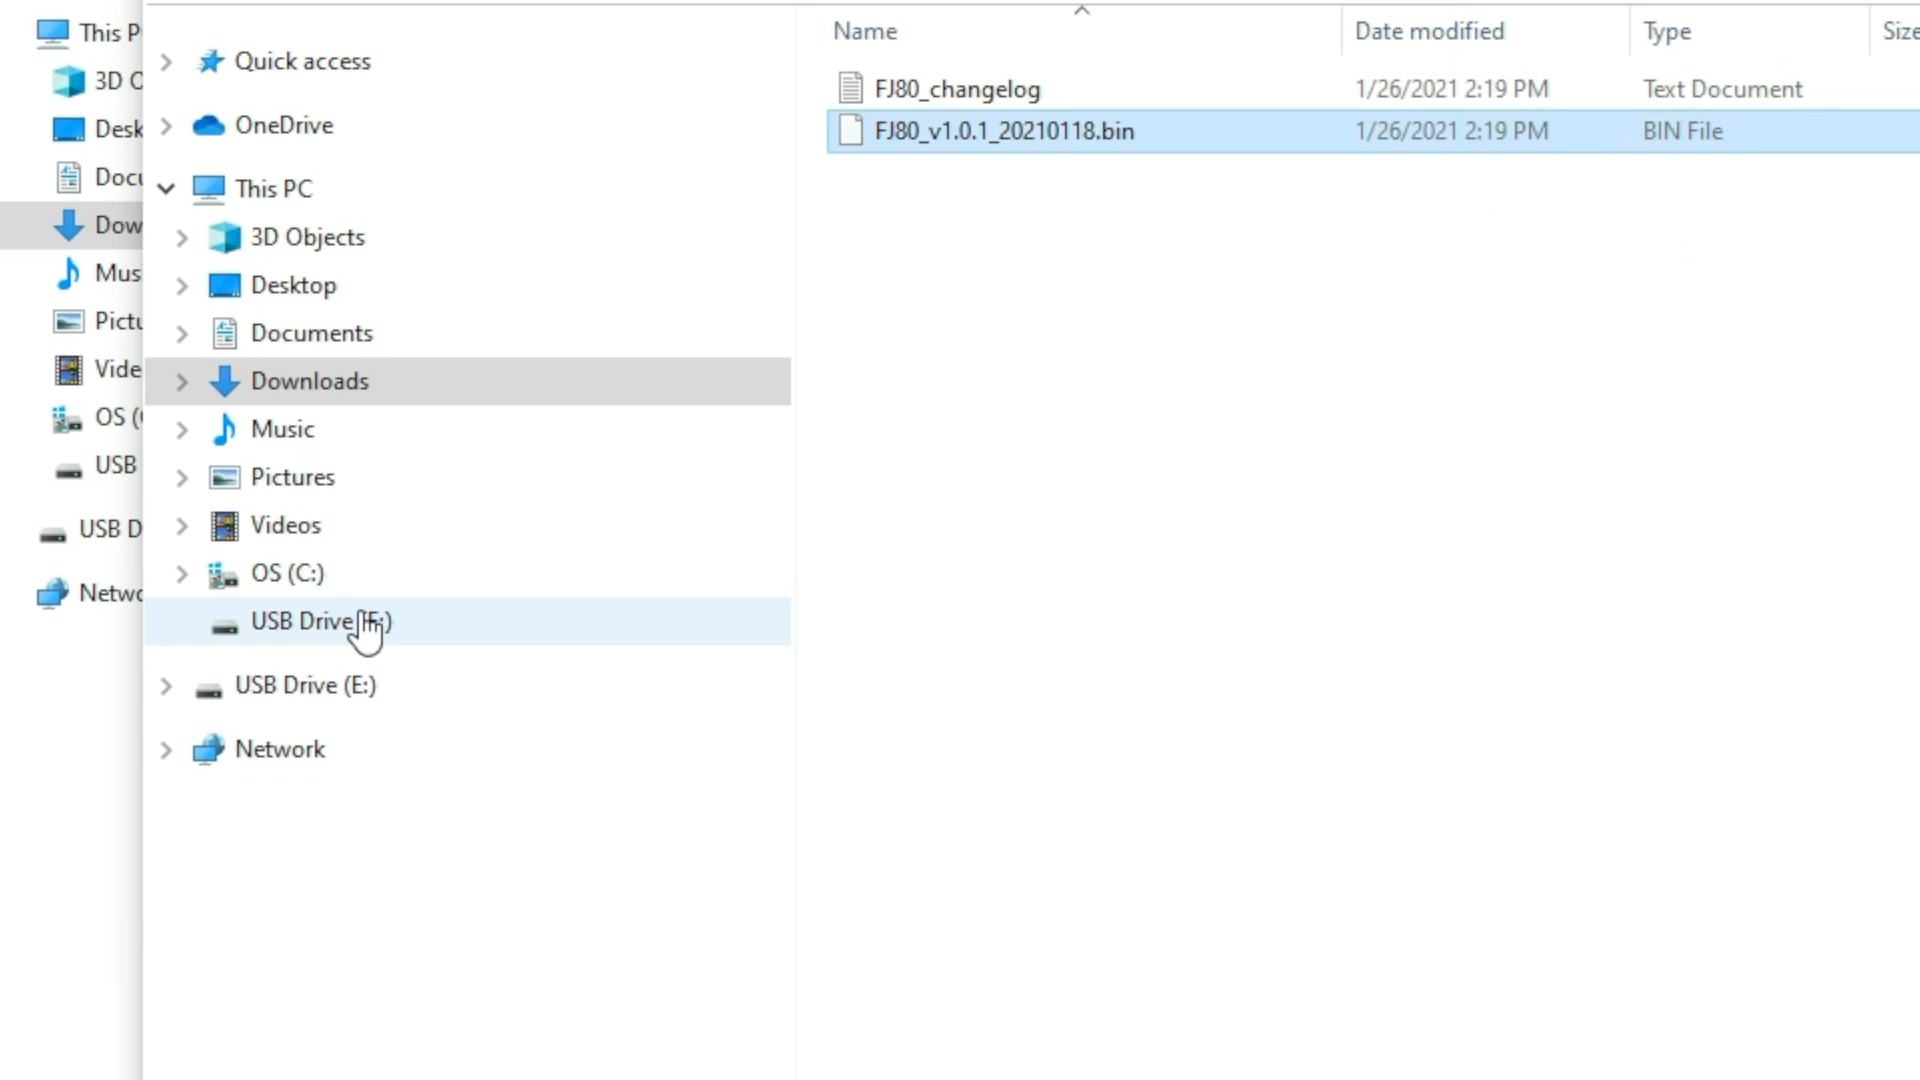 This P
3D O
Desk
Docu
Dow
Musi
Pictu
Vide
OS (
USB
USB D
Netwo
Quick access
OneDrive
This PC
3D Objects
Desktop
Documents
Downloads
Music
Pictures
Videos
OS (C:)
USB Drive (E:)
USB Drive (E:)
Network
Name Date modified Type Size
FJ80_changelog 1/26/2021 2:19 PM Text Document
FJ80_v1.0.1_20210118.bin 1/26/2021 2:19 PM BIN File